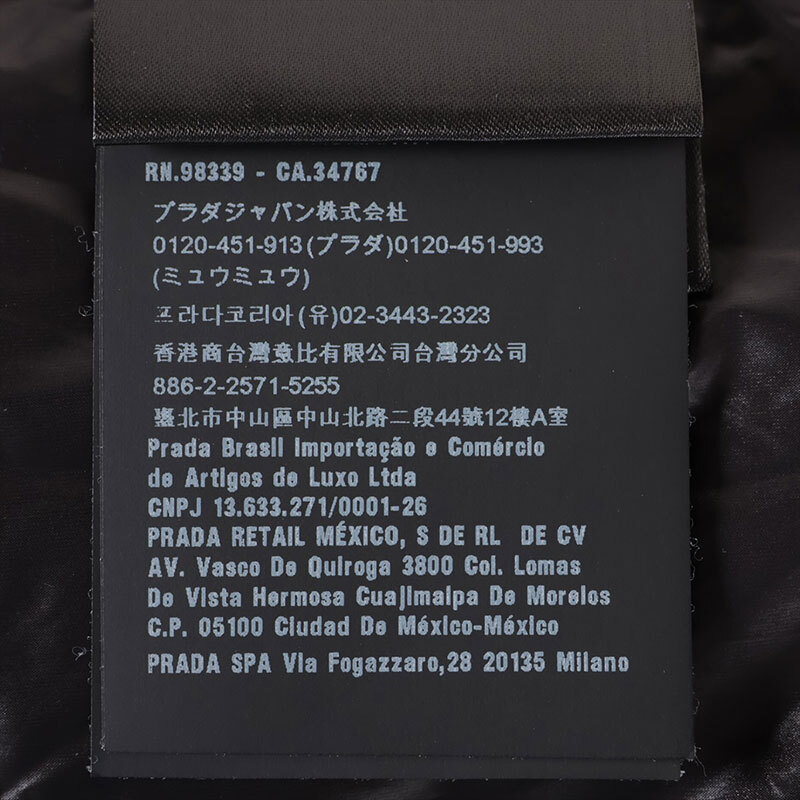 RN.98339 - CA.34767
プラダジャパン株式会社
0120-451-913(プラダ)0120-451-993
(ミュウミュウ)
프라다코리아(유)02-3443-2323
香港商台灣意比有限公司台灣分公司
886-2-2571-5255
臺北市中山區中山北路二段44號12樓A室
Prada Brasil Importação e Comércio
de Artigos de Luxo Ltda
CNPJ 13.633.271/0001-26
PRADA RETAIL MÉXICO, S DE RL DE CV
AV. Vasco De Quiroga 3800 Col. Lomas
De Vista Hermosa Cuajimalpa De Morelos
C.P. 05100 Ciudad De México-México
PRADA SPA Via Fogazzaro,28 20135 Milano